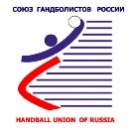 СОЮЗ ГАНДБОЛИСТОВ РОССИИ
HANDBALL UNION OF RUSSIA